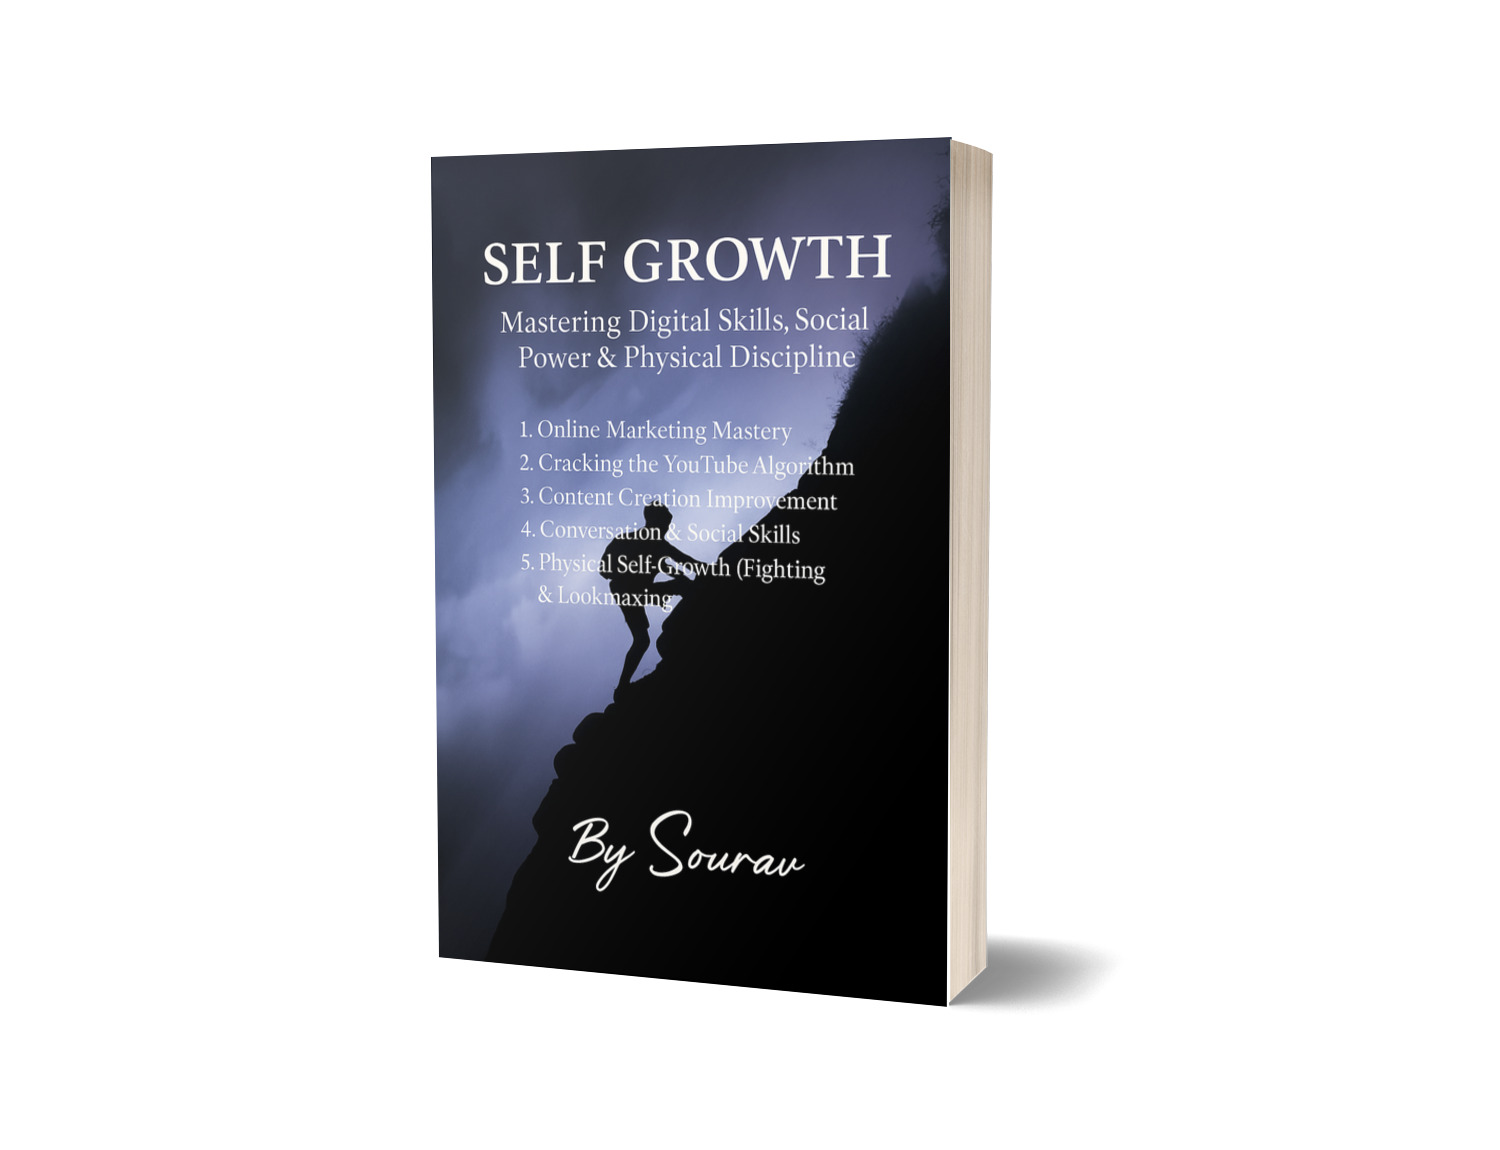 SELF GROWTH
Mastering Digital Skills, Social
Power & Physical Discipline
1. Online Marketing Mastery
2. Cracking the YouTube Algorithm
3. Content Creation Improvement
4. Conversation & Social Skills
5. Physical Self-Growth (Fighting
& Lookmaxing
By Sourav